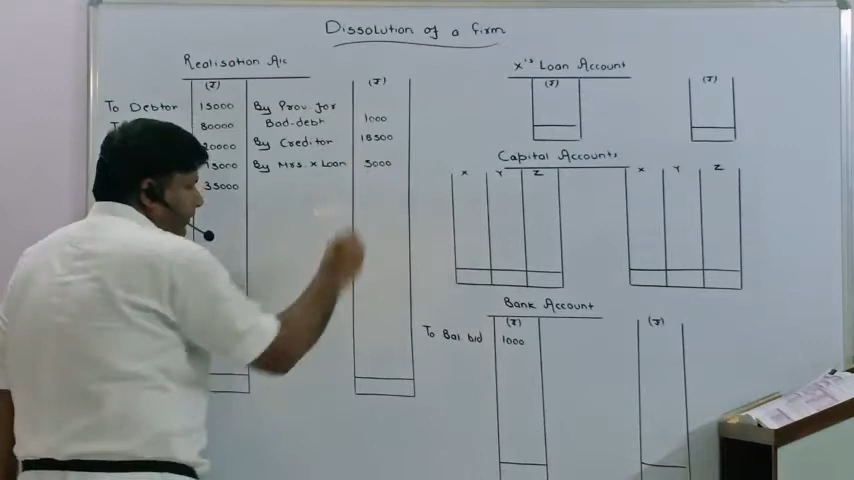 Dissolution of a firm
Realisation A/c
(₹) (₹)
To Debtor 15000 By Prov. for
80000 Bad-debt 1000
20000 By Creditor 18500
15000 By Mrs. X Loan 5000
35000
X's Loan Account
(₹) (₹)
Capital Accounts
X Y Z X Y Z
Bank Account
(₹) (₹)
To Bal b/d 1000